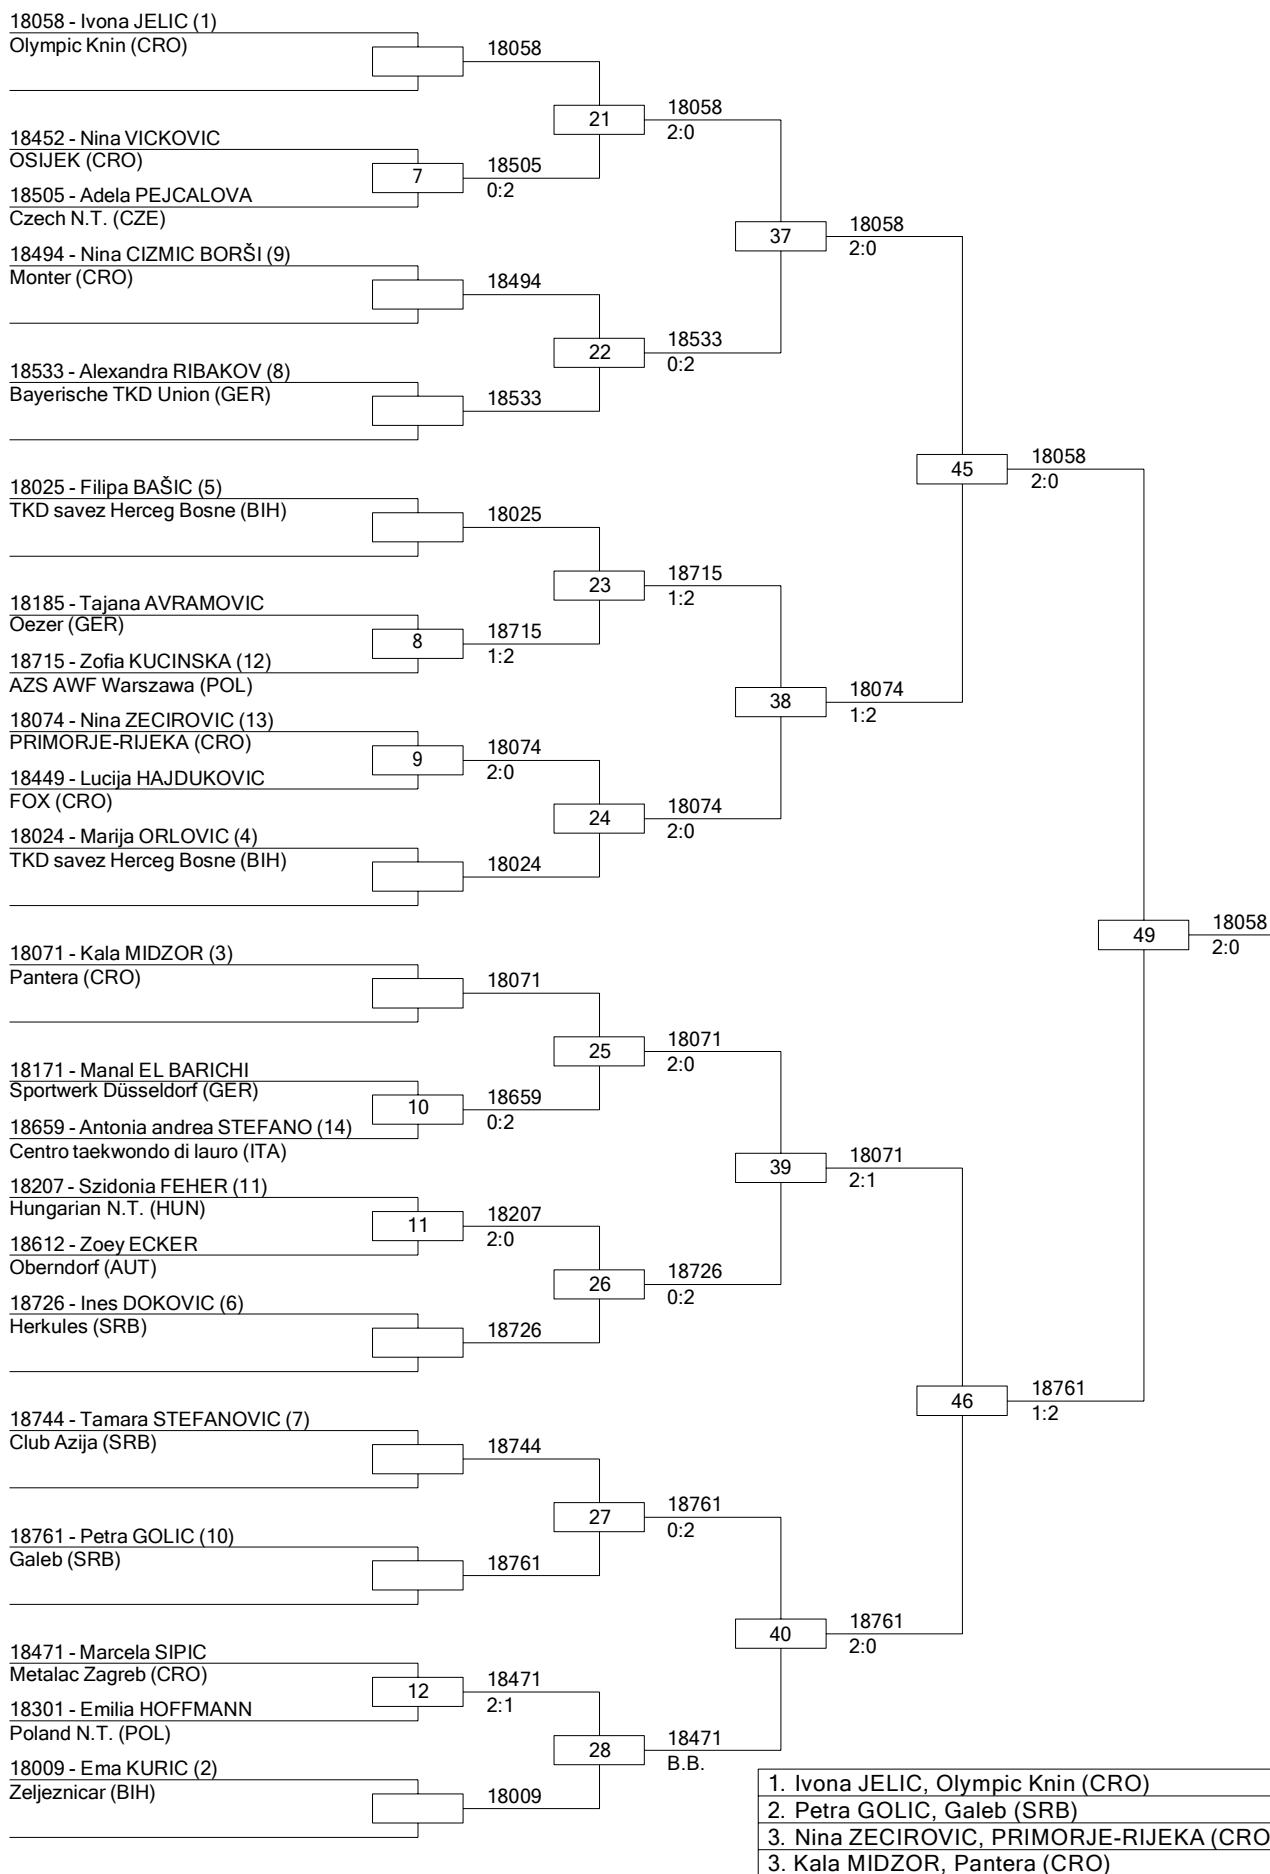 18058 - Ivona JELIC (1)
Olympic Knin (CRO)
18058
21
18058
2:0
18452 - Nina VICKOVIC
OSIJEK (CRO)
7
18505
0:2
18505 - Adela PEJCALOVA
Czech N.T. (CZE)
37
18058
2:0
18494 - Nina CIZMIC BORŠI (9)
Monter (CRO)
18494
22
18533
0:2
18533 - Alexandra RIBAKOV (8)
Bayerische TKD Union (GER)
18533
45
18058
2:0
18025 - Filipa BAŠIC (5)
TKD savez Herceg Bosne (BIH)
18025
23
18715
1:2
18185 - Tajana AVRAMOVIC
Oezer (GER)
8
18715
1:2
18715 - Zofia KUCINSKA (12)
AZS AWF Warszawa (POL)
38
18074
1:2
18074 - Nina ZECIROVIC (13)
PRIMORJE-RIJEKA (CRO)
9
18074
2:0
18449 - Lucija HAJDUKOVIC
FOX (CRO)
24
18074
2:0
18024 - Marija ORLOVIC (4)
TKD savez Herceg Bosne (BIH)
18024
49
18058
2:0
18071 - Kala MIDZOR (3)
Pantera (CRO)
18071
25
18071
2:0
18171 - Manal EL BARICHI
Sportwerk Düsseldorf (GER)
10
18659
0:2
18659 - Antonia andrea STEFANO (14)
Centro taekwondo di lauro (ITA)
39
18071
2:1
18207 - Szidonia FEHER (11)
Hungarian N.T. (HUN)
11
18207
2:0
18612 - Zoey ECKER
Oberndorf (AUT)
26
18726
0:2
18726 - Ines DOKOVIC (6)
Herkules (SRB)
18726
46
18761
1:2
18744 - Tamara STEFANOVIC (7)
Club Azija (SRB)
18744
27
18761
0:2
18761 - Petra GOLIC (10)
Galeb (SRB)
18761
40
18761
2:0
18471 - Marcela SIPIC
Metalac Zagreb (CRO)
12
18471
2:1
18301 - Emilia HOFFMANN
Poland N.T. (POL)
28
18471
B.B.
18009 - Ema KURIC (2)
Zeljeznicar (BIH)
18009
1. Ivona JELIC, Olympic Knin (CRO)
2. Petra GOLIC, Galeb (SRB)
3. Nina ZECIROVIC, PRIMORJE-RIJEKA (CRO
3. Kala MIDZOR, Pantera (CRO)